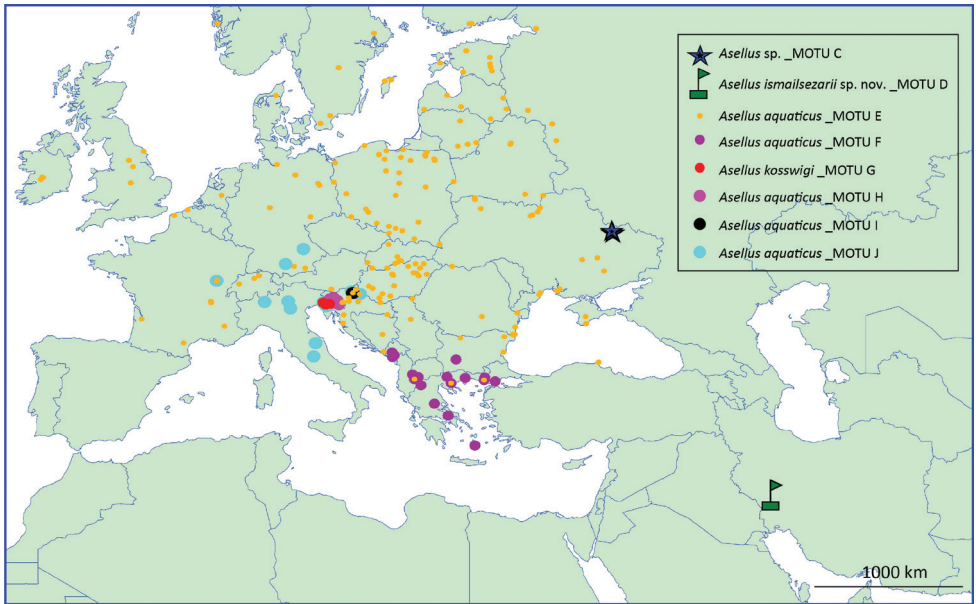 Asellus sp. _MOTU C
Asellus ismailsezarii sp. nov. _MOTU D
Asellus aquaticus _MOTU E
Asellus aquaticus _MOTU F
Asellus kosswigi _MOTU G
Asellus aquaticus _MOTU H
Asellus aquaticus _MOTU I
Asellus aquaticus _MOTU J
1000 km